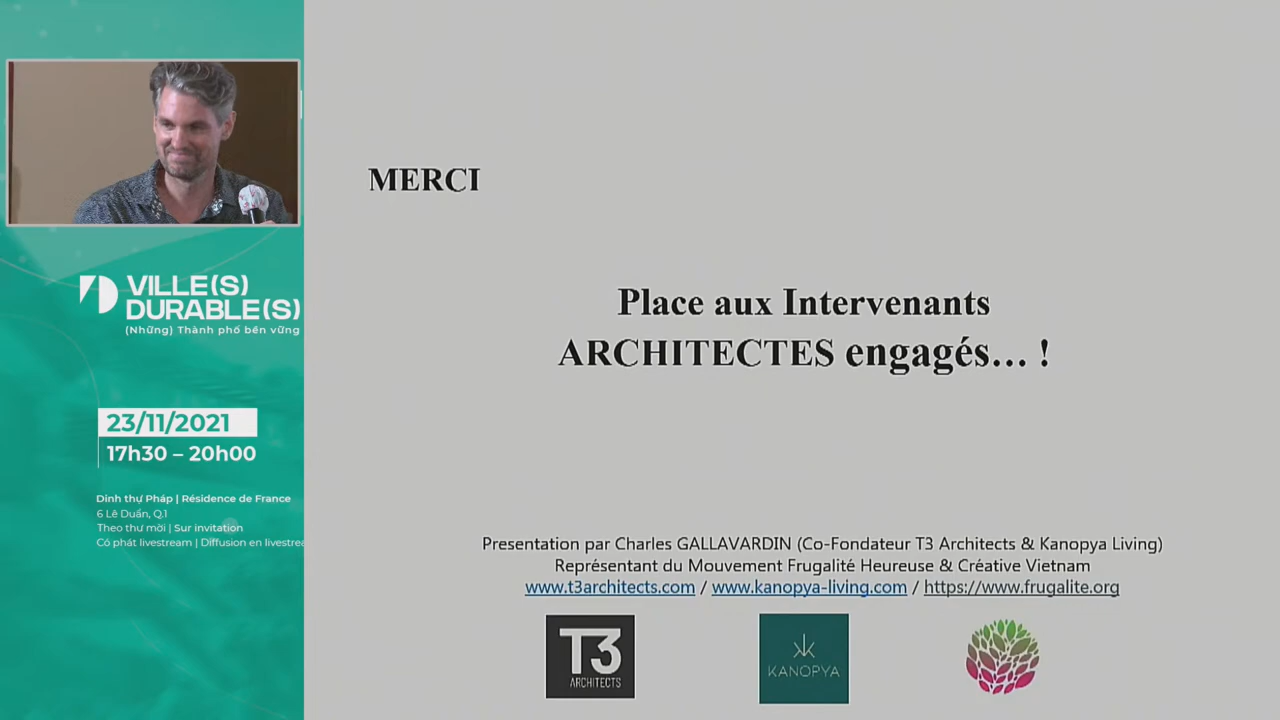 VILLE(S)
DURABLE(S)
(Những) Thành phố bền vững
23/11/2021
17h30 – 20h00
Dinh thự Pháp | Résidence de France
6 Lê Duẩn, Q.1
Theo thư mời | Sur invitation
Có phát livestream | Diffusion en livestrea
MERCI
Place aux Intervenants
ARCHITECTES engagés… !
Presentation par Charles GALLAVARDIN (Co-Fondateur T3 Architects & Kanopya Living)
Représentant du Mouvement Frugalité Heureuse & Créative Vietnam
www.t3architects.com / www.kanopya-living.com / https://www.frugalite.org
T3
ARCHITECTS
KANOPYA